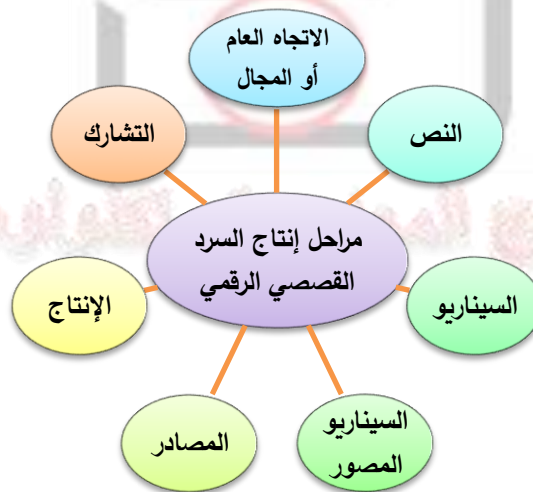 الاتجاه العام
أو المجال
النص
التشارك
مراحل إنتاج السرد
القصصي الرقمي
السيناريو
الإنتاج
السيناريو
المصور
المصادر